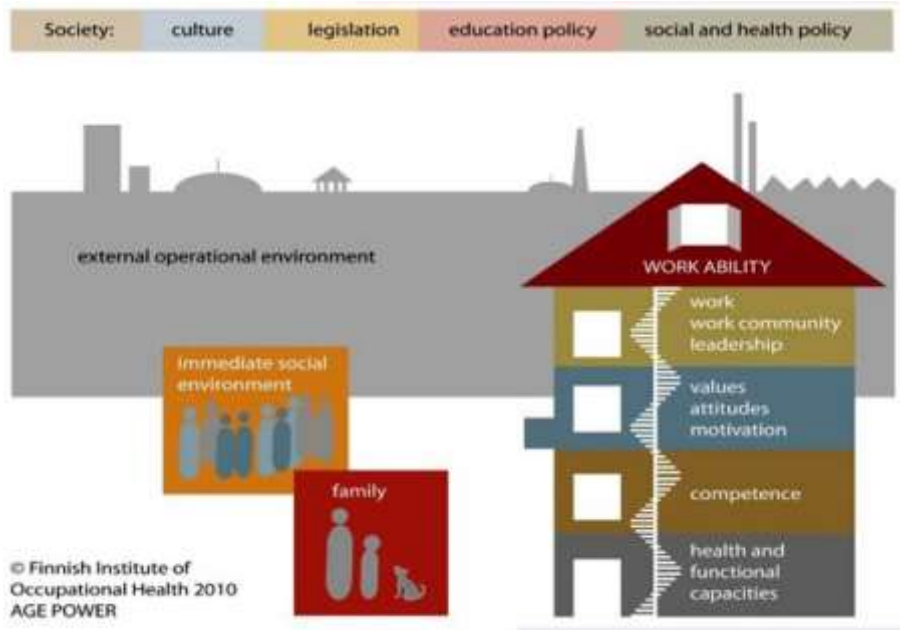 Society: culture legislation education policy social and health policy
external operational environment
WORK ABILITY
work
work community
leadership
immediate social
environment
values
attitudes
motivation
family
competence
health and
functional
capacities
© Finnish Institute of
Occupational Health 2010
AGE POWER